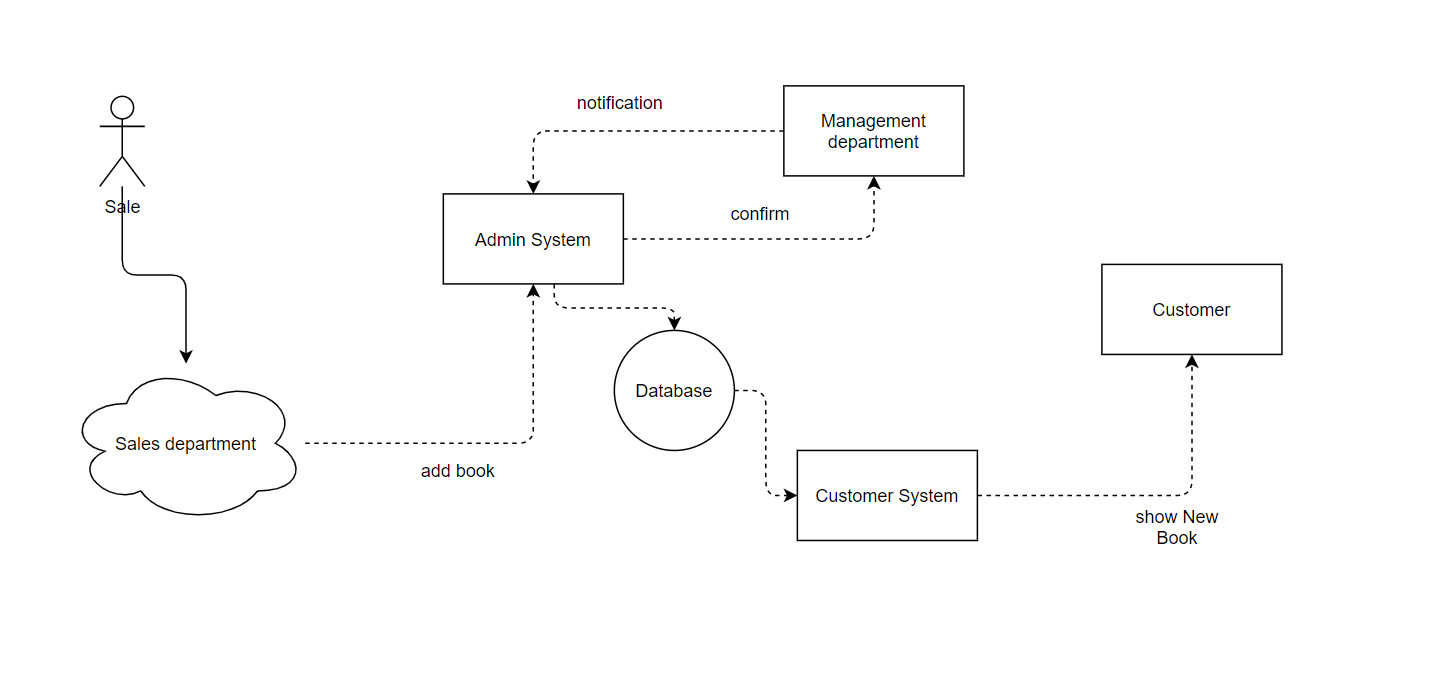 notification
Management
department
Sale
confirm
Admin System
Customer
Database
Sales department
add book
Customer System
show New
Book